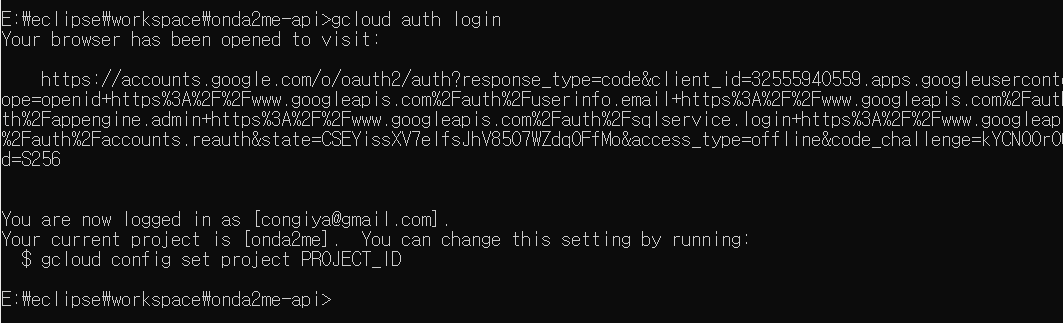 E:₩eclipse₩workspace₩onda2me-api>gcloud auth login
Your browser has been opened to visit:
https://accounts.google.com/o/oauth2/auth?response_type=code&client_id=32555940559.apps.googleuserconte
ope=openid+https%3A%2F%2Fwww.googleapis.com%2Fauth%2Fuserinfo.email+https%3A%2F%2Fwww.googleapis.com%2Faut
th%2Fappengine.admin+https%3A%2F%2Fwww.googleapis.com%2Fauth%2Fsqlservice.login+https%3A%2F%2Fwww.googleap
%2Fauth%2Faccounts.reauth&state=CSEYissXV7elfsJhV8507WZdqOFfMo&access_type=offline&code_challenge=kYCNO0rO
d=S256
You are now logged in as [congiya@gmail.com].
Your current project is [onda2me].  You can change this setting by running:
$ gcloud config set project PROJECT_ID
E:₩eclipse₩workspace₩onda2me-api>